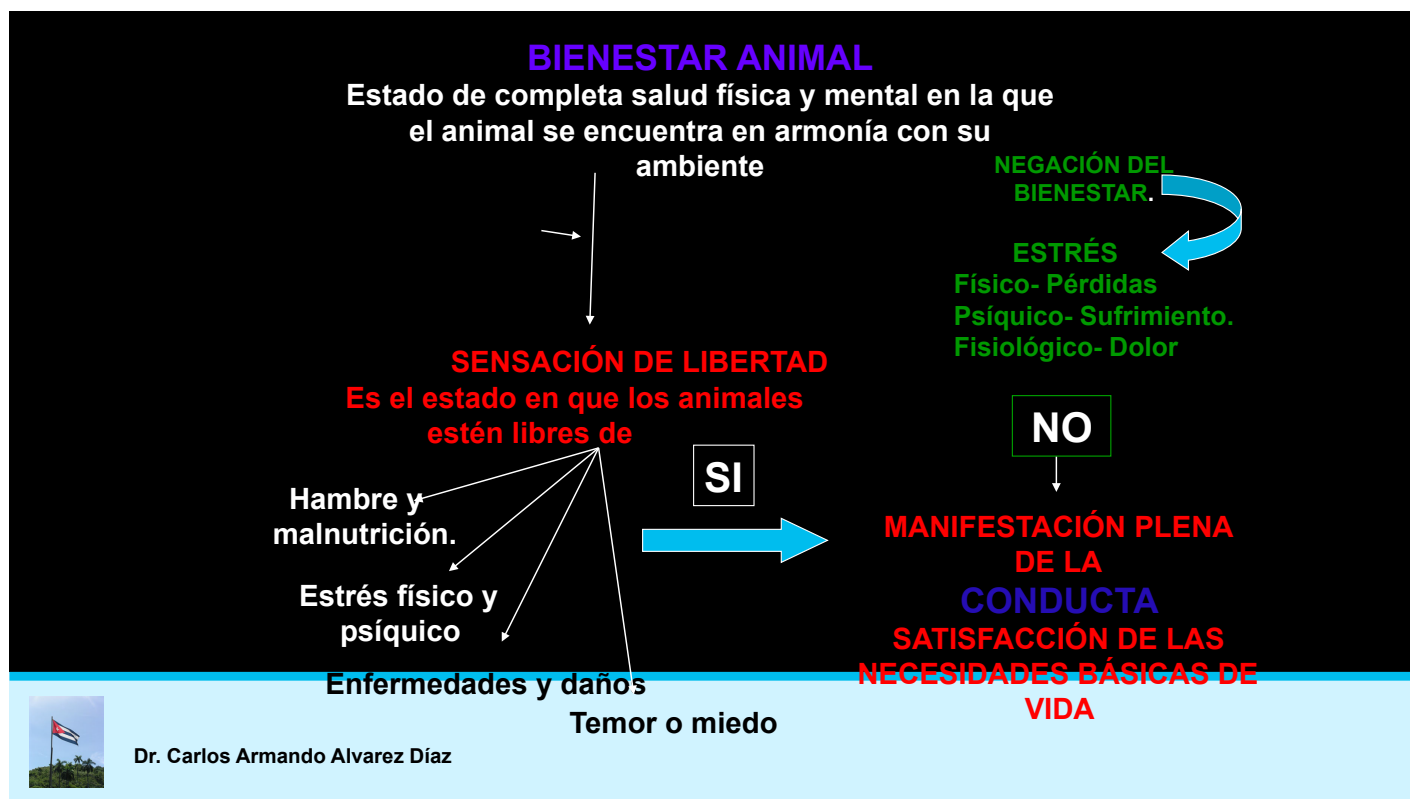 BIENESTAR ANIMAL
Estado de completa salud física y mental en la que
el animal se encuentra en armonía con su
ambiente
NEGACIÓN DEL
BIENESTAR.
ESTRÉS
Físico- Pérdidas
Psíquico- Sufrimiento.
Fisiológico- Dolor
SENSACIÓN DE LIBERTAD
Es el estado en que los animales
estén libres de
Hambre y
malnutrición.
Estrés físico y
psíquico
Enfermedades y daños
Temor o miedo
SI
NO
MANIFESTACIÓN PLENA
DE LA
CONDUCTA
SATISFACCIÓN DE LAS
NECESIDADES BÁSICAS DE
VIDA
Dr. Carlos Armando Alvarez Díaz